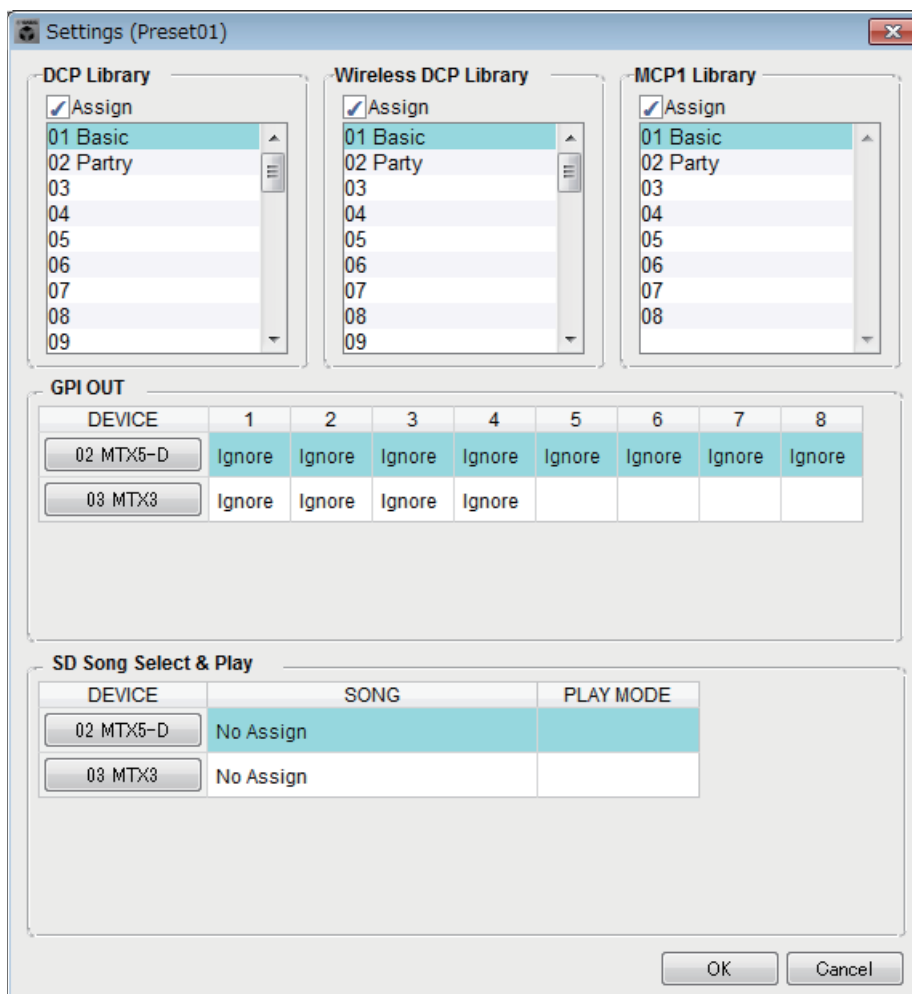 Settings (Preset01)
DCP Library
Assign
01 Basic
02 Partry
03
04
05
06
07
08
09
Wireless DCP Library
Assign
01 Basic
02 Party
03
04
05
06
07
08
09
MCP1 Library
Assign
01 Basic
02 Party
03
04
05
06
07
08
GPI OUT
DEVICE 1 2 3 4 5 6 7 8
02 MTX5-D Ignore Ignore Ignore Ignore Ignore Ignore Ignore Ignore
03 MTX3 Ignore Ignore Ignore Ignore
SD Song Select & Play
DEVICE SONG PLAY MODE
02 MTX5-D No Assign
03 MTX3 No Assign
OK Cancel